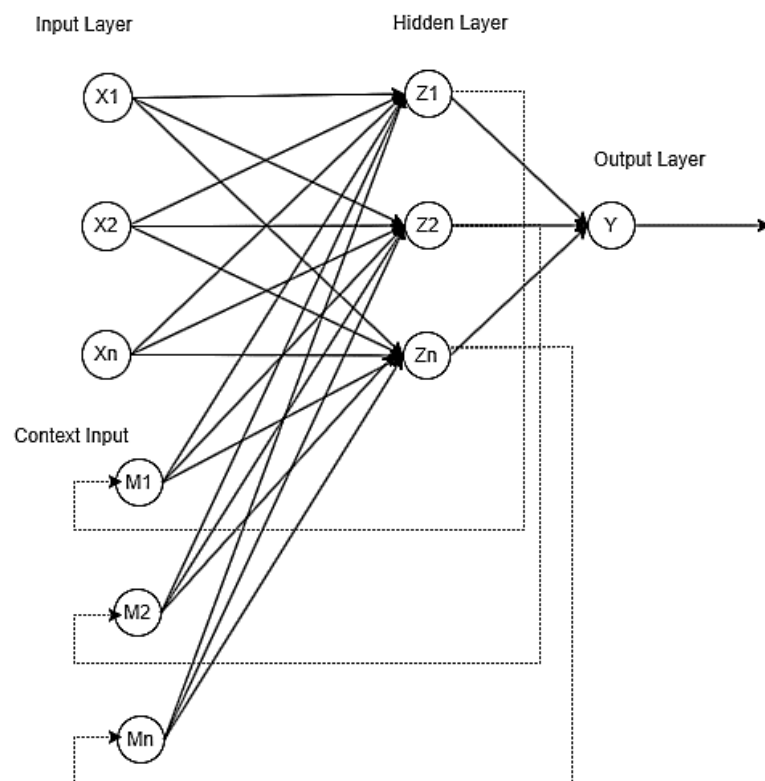 Input Layer
Hidden Layer
X1
Z1
Output Layer
X2
Z2
Y
Xn
Zn
Context Input
M1
M2
Mn